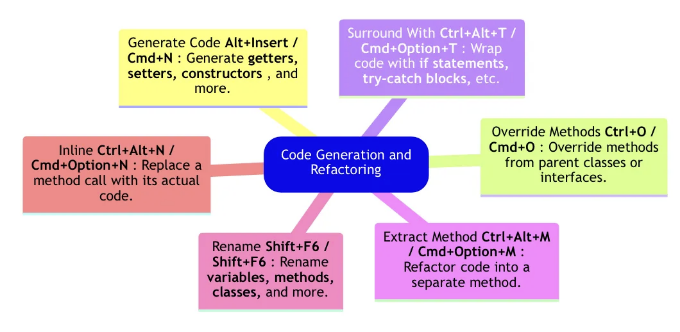 Generate Code Alt+Insert /
Cmd+N : Generate getters,
setters, constructors , and
more.
Surround With Ctrl+Alt+T /
Cmd+Option+T : Wrap
code with if statements,
try-catch blocks, etc.
Inline Ctrl+Alt+N /
Cmd+Option+N : Replace a
method call with its actual
code.
Code Generation and
Refactoring
Override Methods Ctrl+O /
Cmd+O : Override methods
from parent classes or
interfaces.
Rename Shift+F6 /
Shift+F6 : Rename
variables, methods,
classes, and more.
Extract Method Ctrl+Alt+M
/ Cmd+Option+M :
Refactor code into a
separate method.